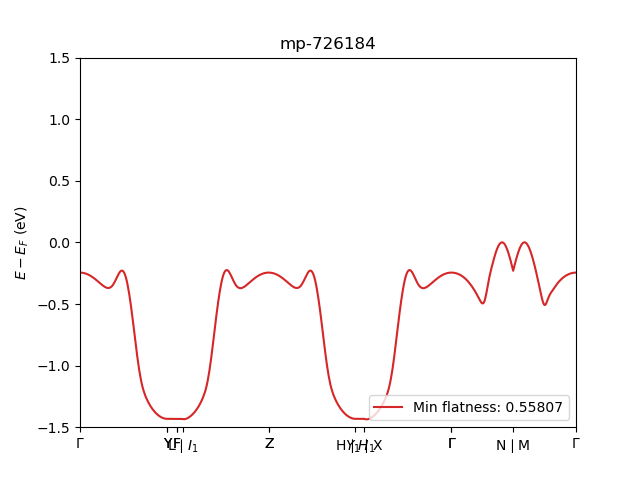 mp-726184
1.5
1.0
0.5
0.0
−0.5
−1.0
−1.5
E − E_F (eV)
Min flatness: 0.55807
Γ
Z
Γ
N | M
Γ